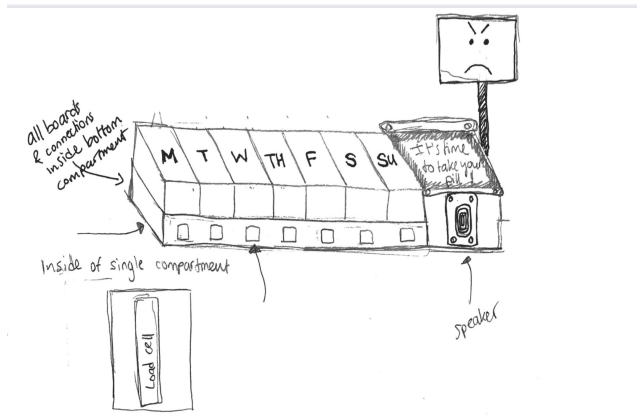 all boards
& connections
inside bottom
compartment
M T W TH F S Su
It's time
to take your
pill!
Inside of single compartment
Load cell
speaker